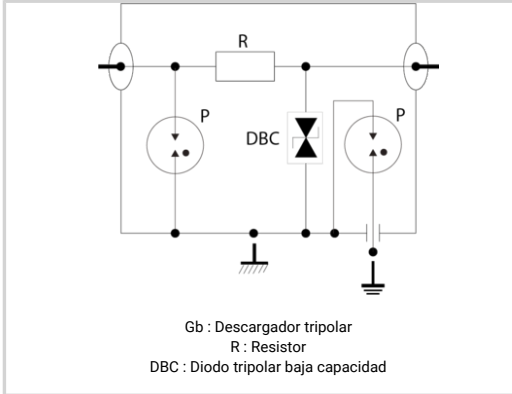 R
P
P
DBC
Gb : Descargador tripolar
R : Resistor
DBC : Diodo tripolar baja capacidad